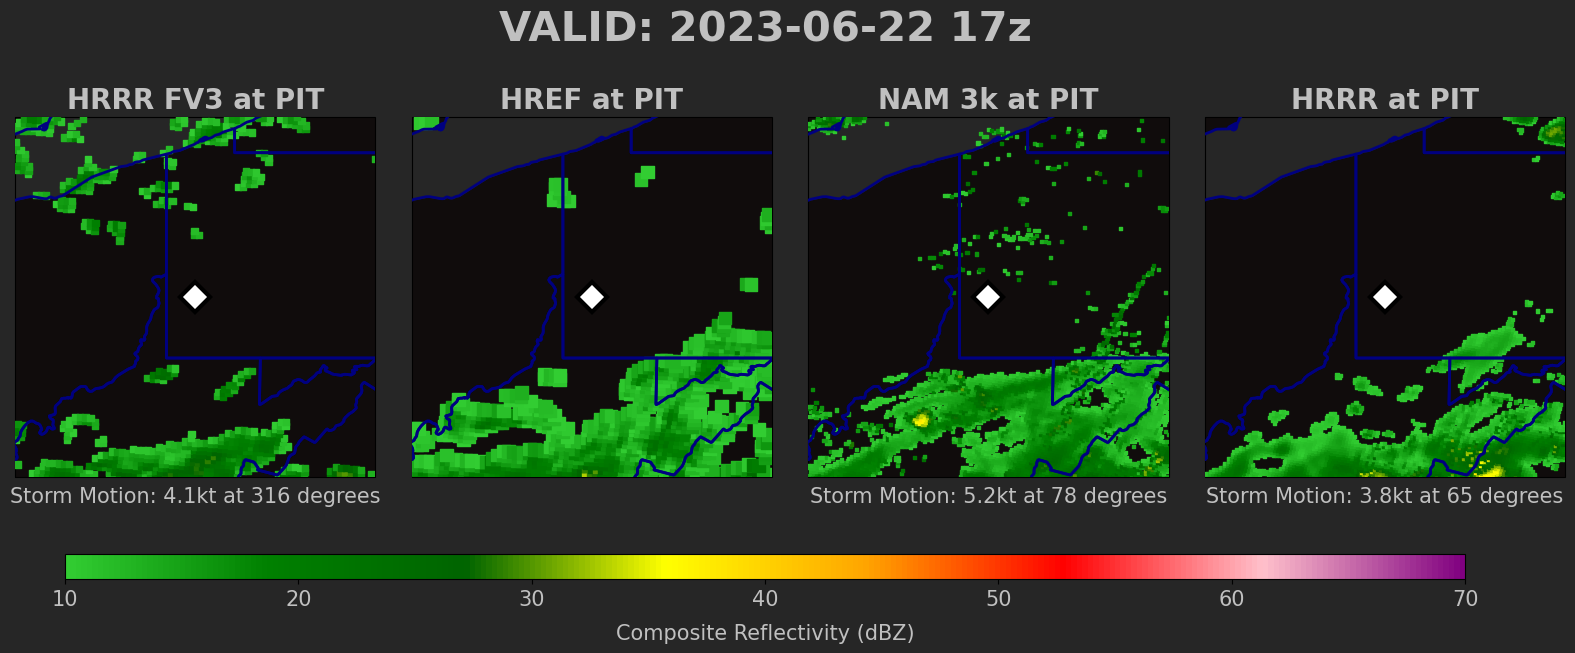 VALID: 2023-06-22 17z
HRRR FV3 at PIT
HREF at PIT
NAM 3k at PIT
HRRR at PIT
Storm Motion: 4.1kt at 316 degrees
Storm Motion: 5.2kt at 78 degrees
Storm Motion: 3.8kt at 65 degrees
10 20 30 40 50 60 70
Composite Reflectivity (dBZ)